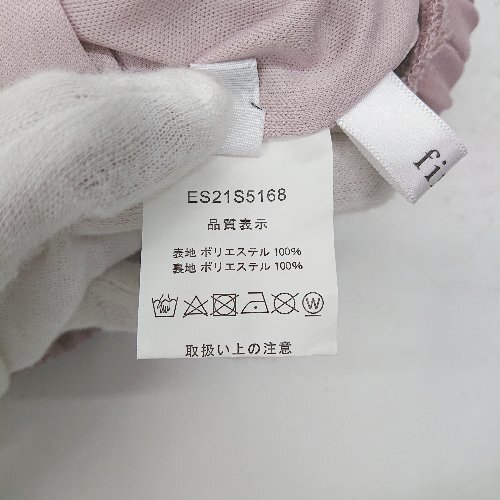 ES21S5168
品質表示
表地 ポリエステル 100%
裏地 ポリエステル 100%
W
取扱い上の注意
fi